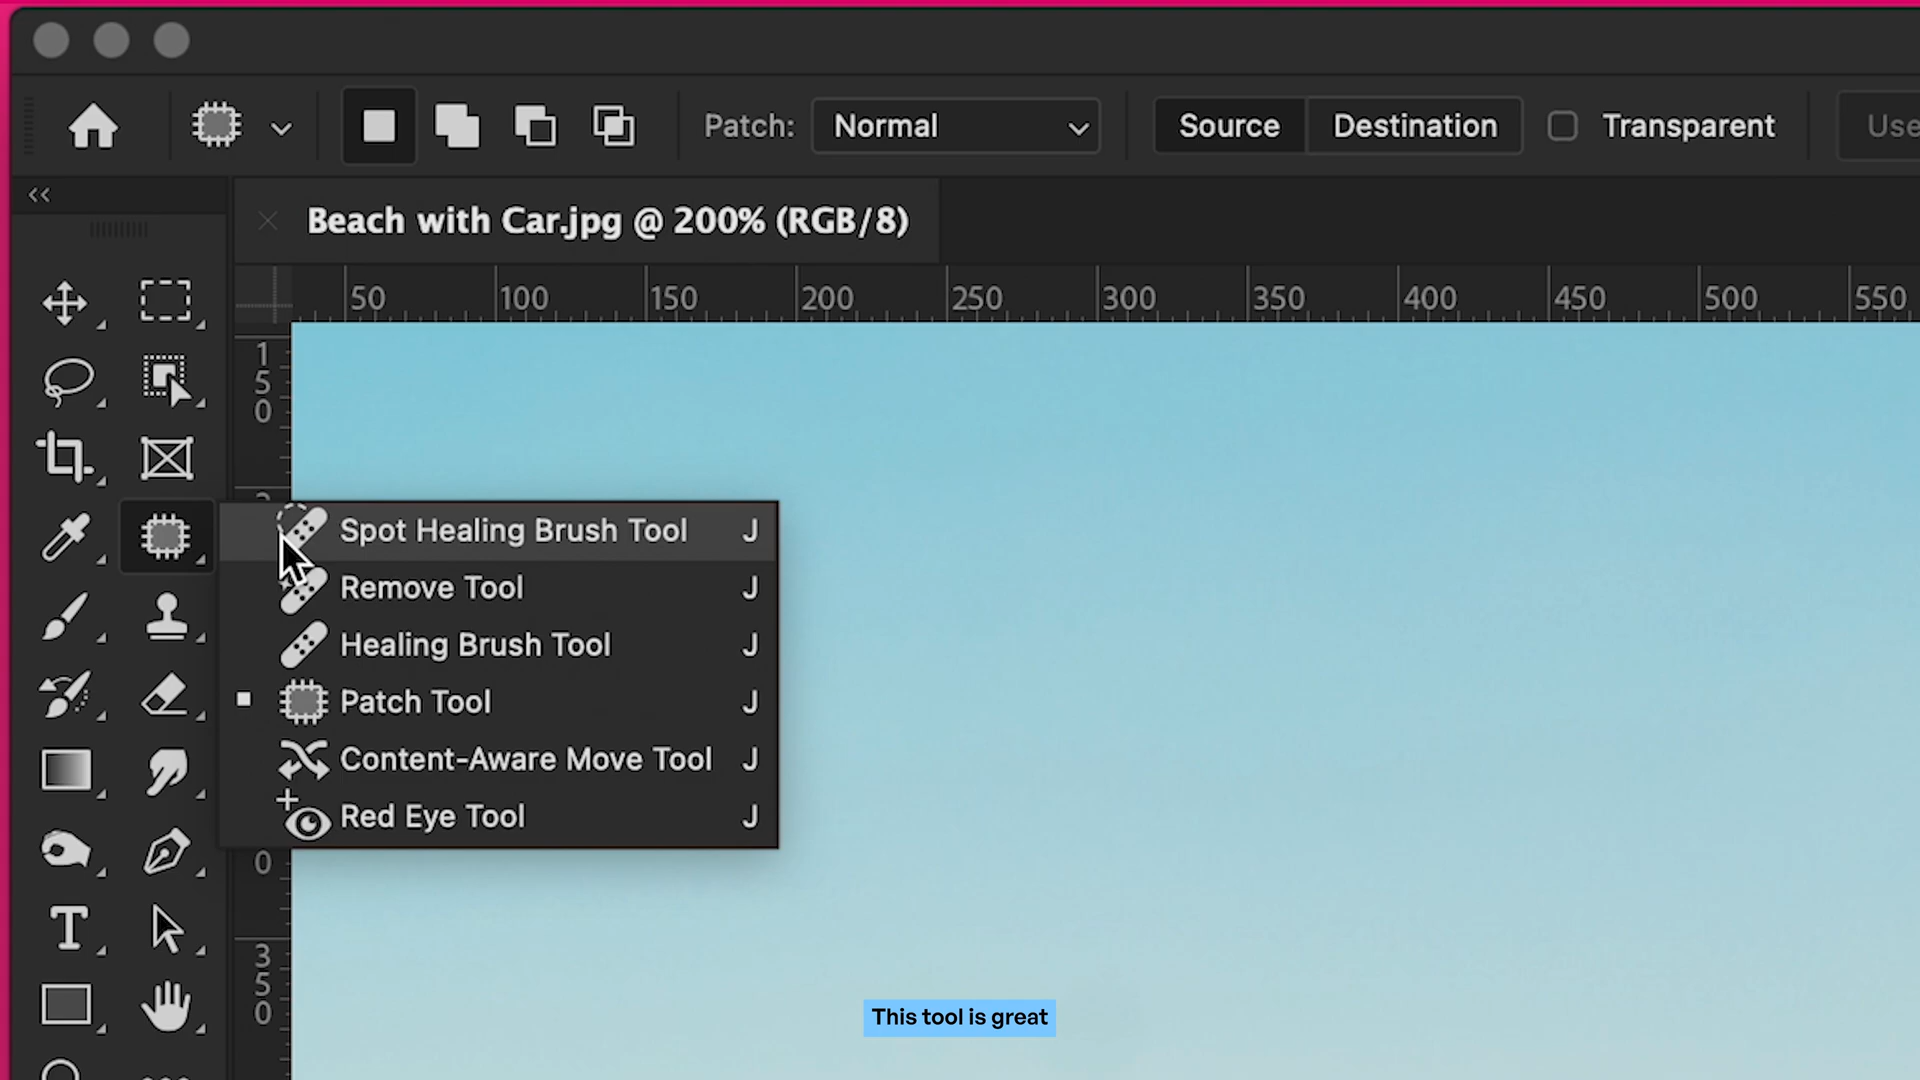 Patch: Normal Source Destination Transparent Use
Beach with Car.jpg @ 200% (RGB/8)
50 100 150 200 250 300 350 400 450 500 550
150
Spot Healing Brush Tool J
Remove Tool J
Healing Brush Tool J
Patch Tool J
Content-Aware Move Tool J
Red Eye Tool J
0
350
This tool is great